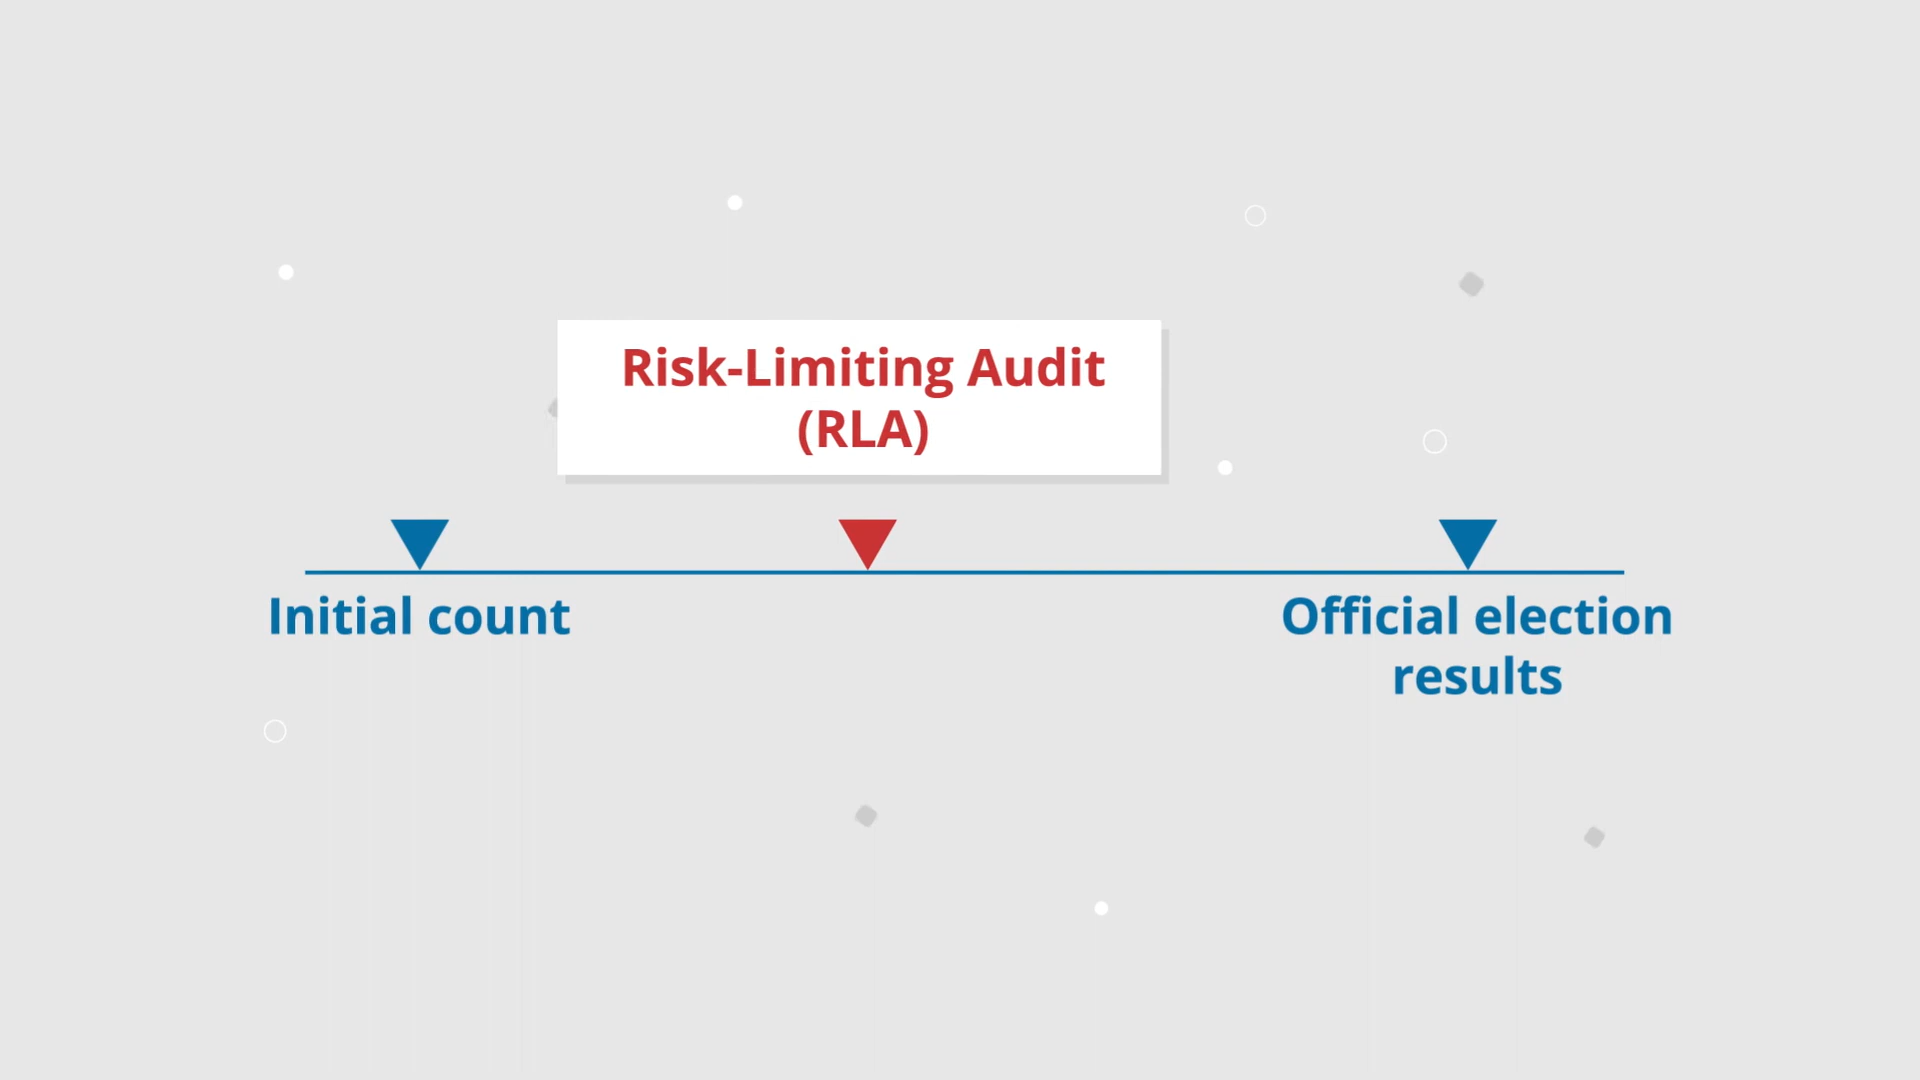 Risk-Limiting Audit
(RLA)
Initial count
Official election
results